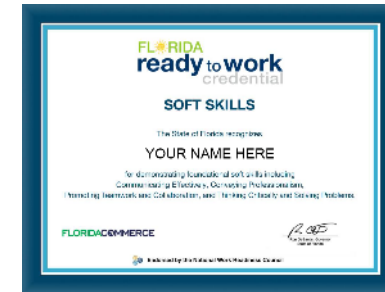 FLORIDA
ready to work
credential
SOFT SKILLS
The State of Florida recognizes
YOUR NAME HERE
for demonstrating foundational soft skills including
Communicating Effectively, Conveying Professionalism,
Promoting Teamwork and Collaboration, and Thinking Critically and Solving Problems.
FLORIDACOMMERCE
Endorsed by the National Work Readiness Council